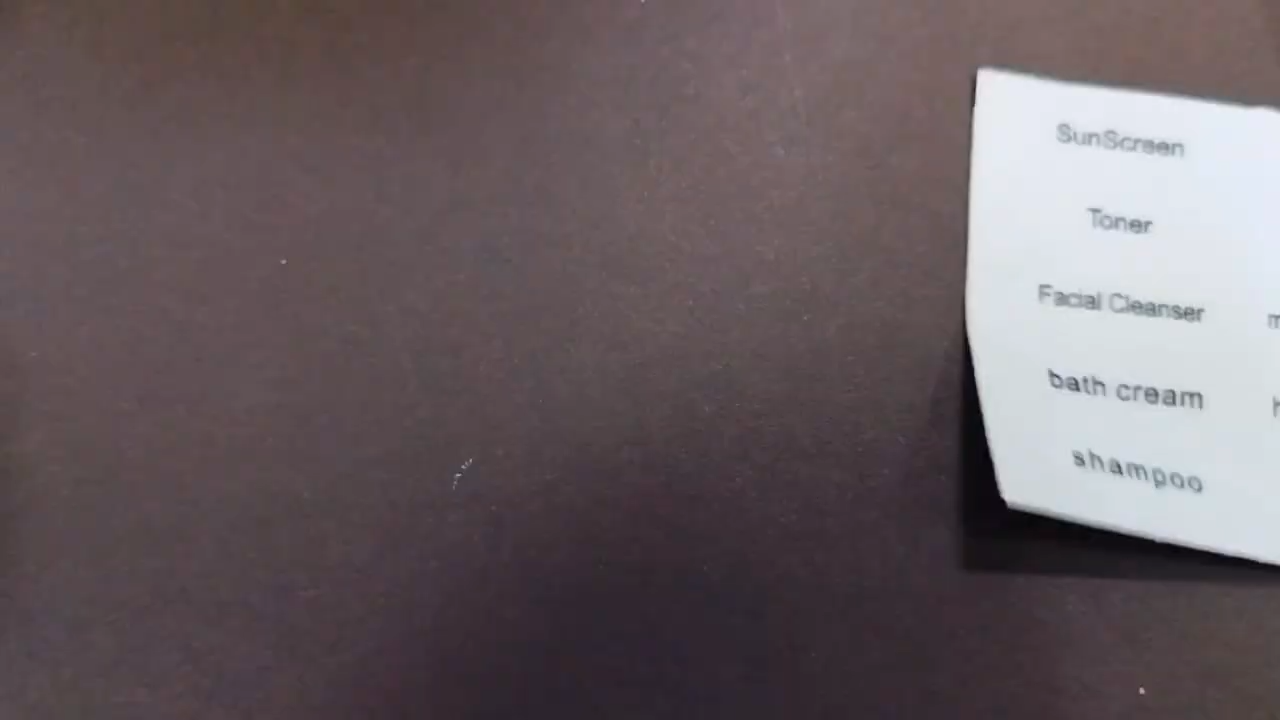 SunScreen
Toner
Facial Cleanser
bath cream
shampoo